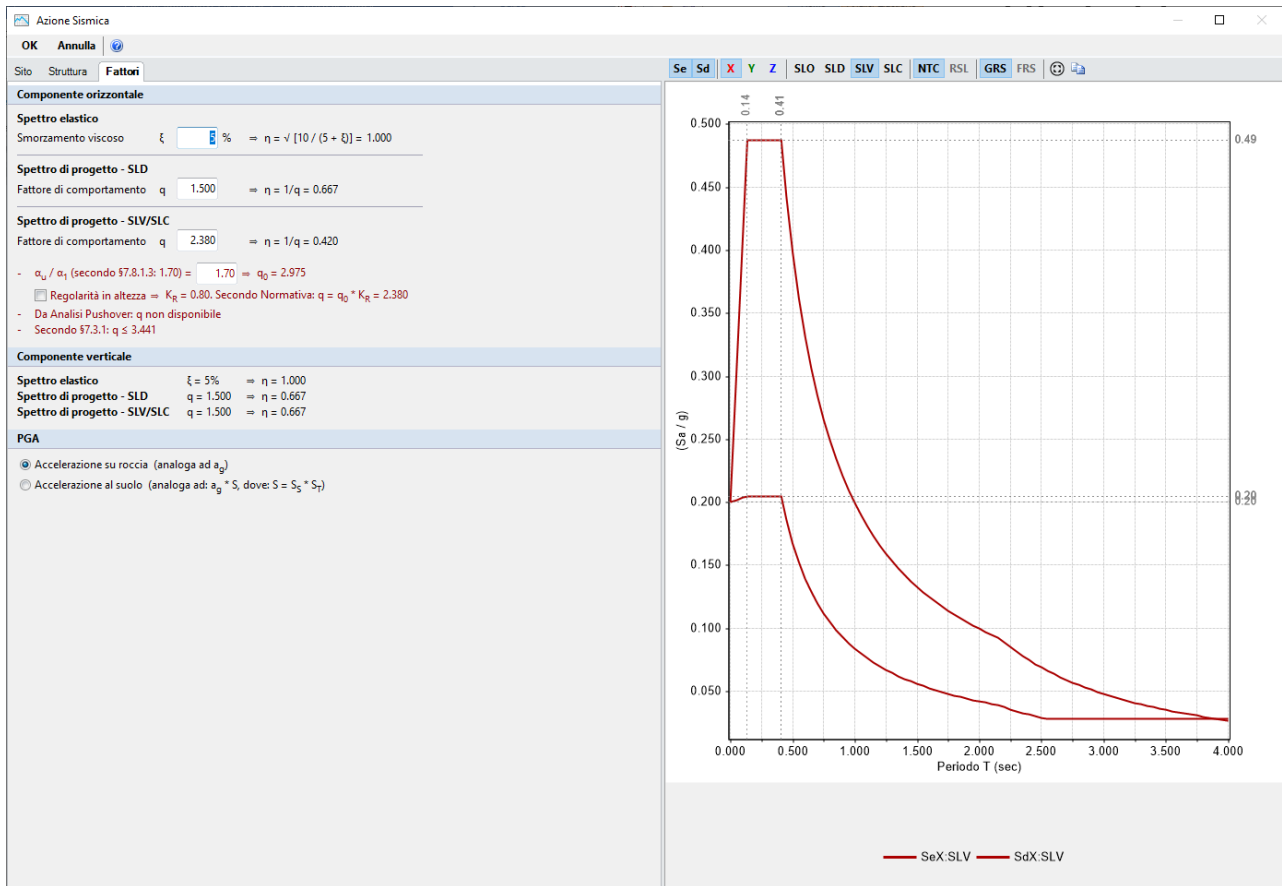 Azione Sismica
OK Annulla
Sito Struttura Fattori
Se Sd X Y Z SLO SLD SLV SLC NTC RSL GRS FRS
Componente orizzontale
Spettro elastico
Smorzamento viscoso ξ 5 % ⇒ η = √ [10 / (5 + ξ)] = 1.000
Spettro di progetto - SLD
Fattore di comportamento q 1.500 ⇒ η = 1/q = 0.667
Spettro di progetto - SLV/SLC
Fattore di comportamento q 2.380 ⇒ η = 1/q = 0.420
- αu / α1 (secondo §7.8.1.3: 1.70) = 1.70 ⇒ q0 = 2.975
Regolarità in altezza ⇒ KR = 0.80. Secondo Normativa: q = q0 * KR = 2.380
- Da Analisi Pushover: q non disponibile
- Secondo §7.3.1: q ≤ 3.441
Componente verticale
Spettro elastico ξ = 5% ⇒ η = 1.000
Spettro di progetto - SLD q = 1.500 ⇒ η = 0.667
Spettro di progetto - SLV/SLC q = 1.500 ⇒ η = 0.667
PGA
Accelerazione su roccia (analoga ad ag)
Accelerazione al suolo (analoga ad: ag * S, dove: S = SS * ST)
0.14 0.41
0.500
0.49
0.450
0.400
0.350
0.300
0.250
(Sa / g)
0.20
0.200
0.20
0.150
0.100
0.050
0.000 0.500 1.000 1.500 2.000 2.500 3.000 3.500 4.000
Periodo T (sec)
SeX:SLV SdX:SLV